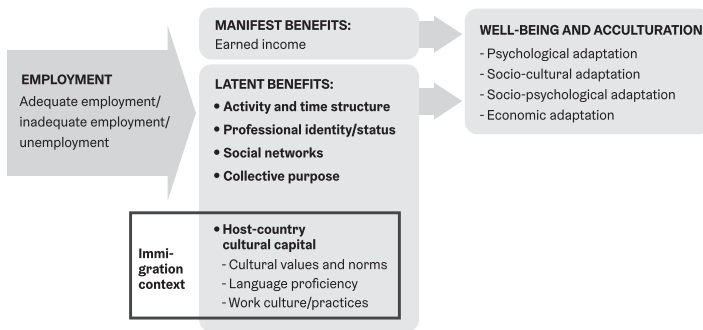 EMPLOYMENT
Adequate employment/
inadequate employment/
unemployment
MANIFEST BENEFITS:
Earned income
LATENT BENEFITS:
• Activity and time structure
• Professional identity/status
• Social networks
• Collective purpose
Immi-
gration
context
• Host-country
cultural capital
- Cultural values and norms
- Language proficiency
- Work culture/practices
WELL-BEING AND ACCULTURATION
- Psychological adaptation
- Socio-cultural adaptation
- Socio-psychological adaptation
- Economic adaptation